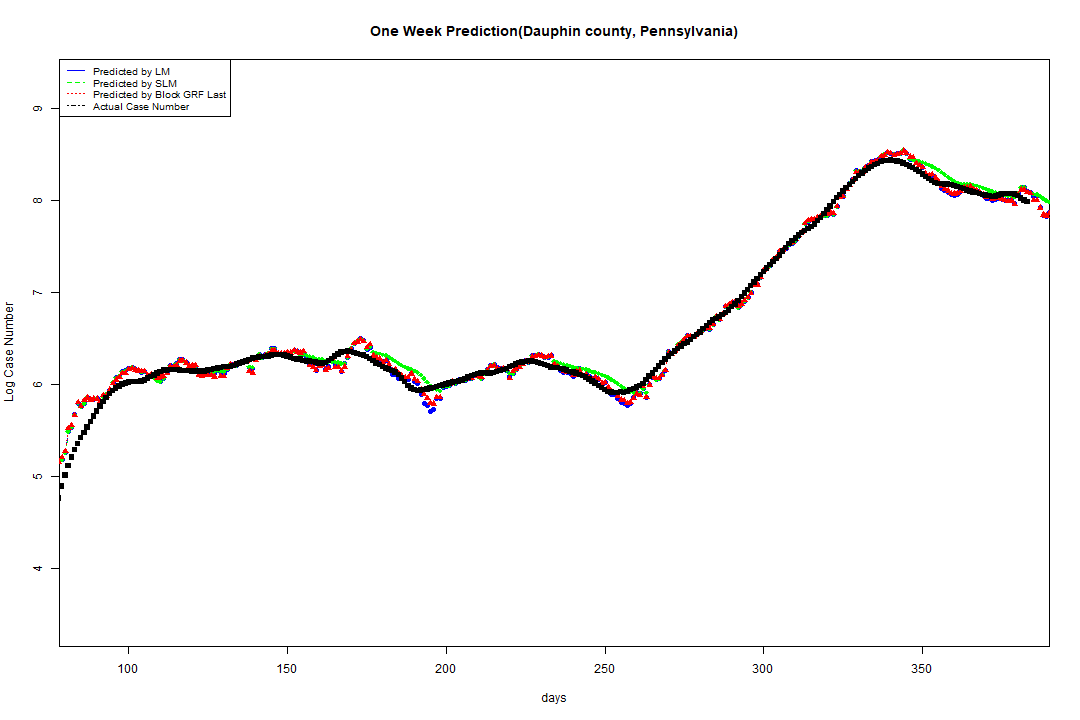 One Week Prediction(Dauphin county, Pennsylvania)
Predicted by LM
Predicted by SLM
Predicted by Block GRF Last
Actual Case Number
9
8
7
6
5
4
Log Case Number
100 150 200 250 300 350
days